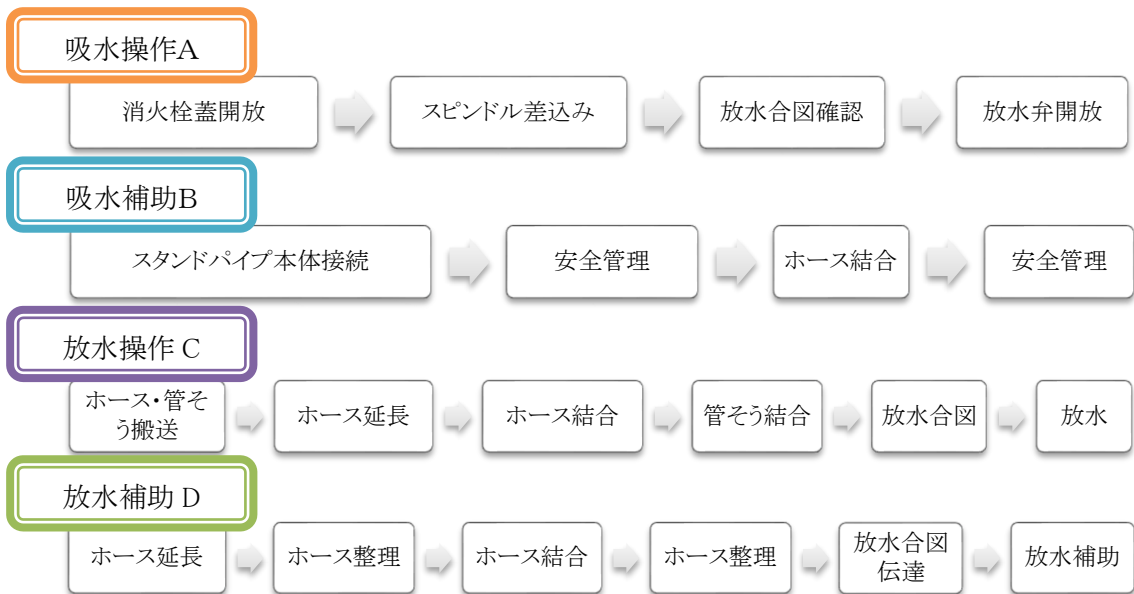 吸水操作A
消火栓蓋開放
スピンドル差込み
放水合図確認
放水弁開放
吸水補助B
スタンドパイプ本体接続
安全管理
ホース結合
安全管理
放水操作 C
ホース・管そ
う搬送
ホース延長
ホース結合
管そう結合
放水合図
放水
放水補助 D
ホース延長
ホース整理
ホース結合
ホース整理
放水合図
伝達
放水補助